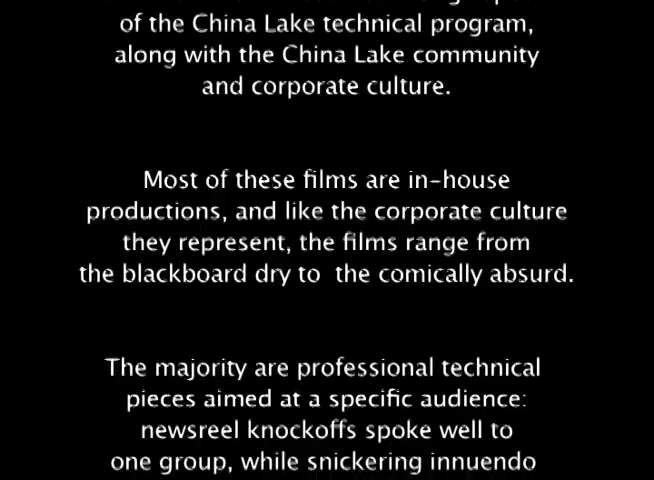 of the China Lake technical program,
along with the China Lake community
and corporate culture.
Most of these films are in-house
productions, and like the corporate culture
they represent, the films range from
the blackboard dry to  the comically absurd.
The majority are professional technical
pieces aimed at a specific audience:
newsreel knockoffs spoke well to
one group, while snickering innuendo